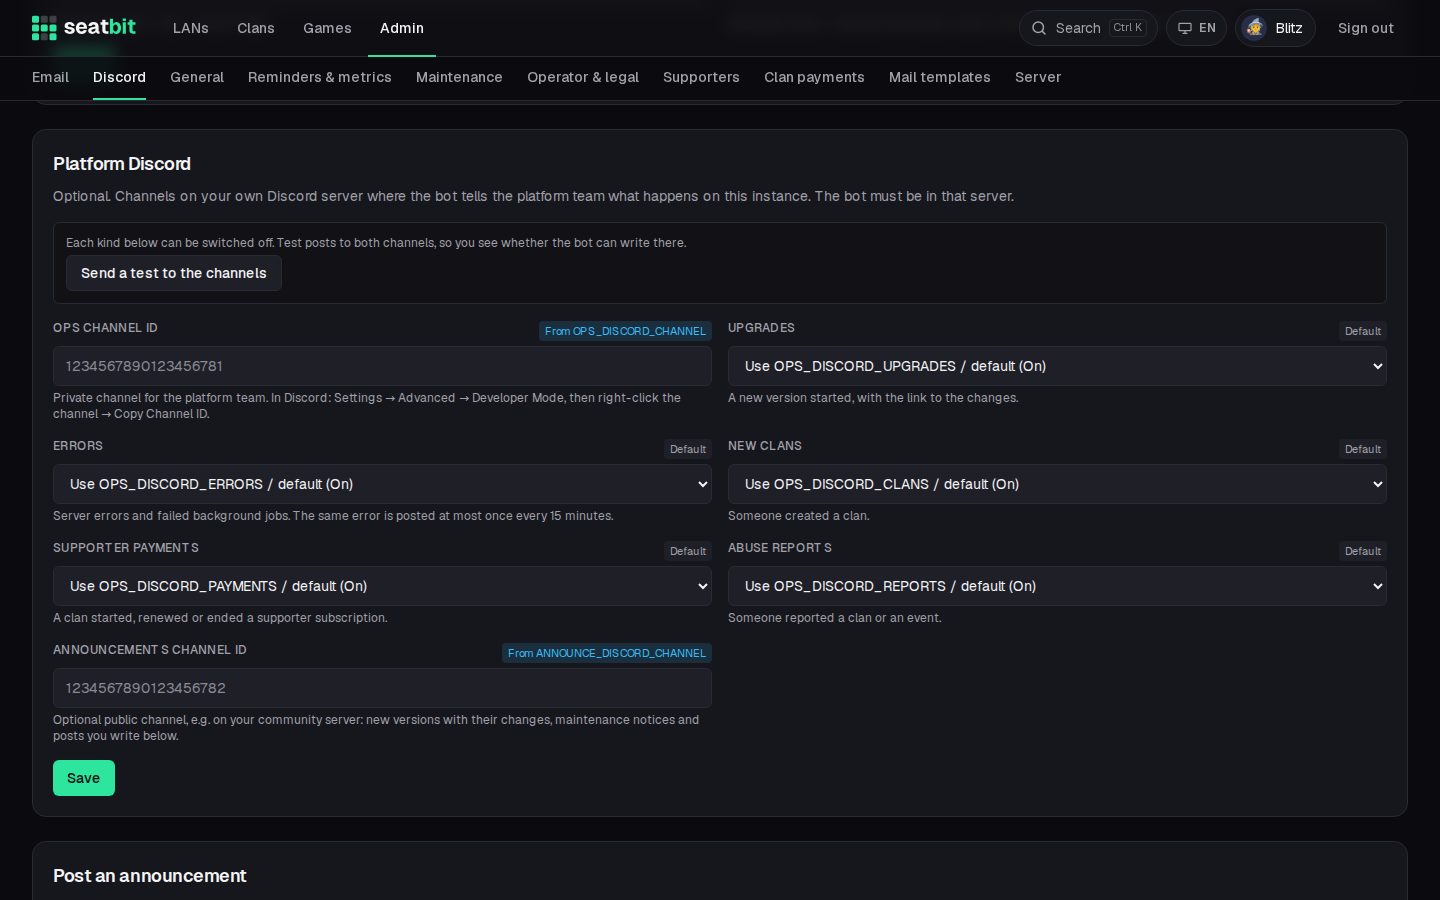 seatbit LANs Clans Games Admin Search Ctrl K EN Blitz Sign out
Email Discord General Reminders & metrics Maintenance Operator & legal Supporters Clan payments Mail templates Server
Platform Discord
Optional. Channels on your own Discord server where the bot tells the platform team what happens on this instance. The bot must be in that server.
Each kind below can be switched off. Test posts to both channels, so you see whether the bot can write there.
Send a test to the channels
OPS CHANNEL ID From OPS_DISCORD_CHANNEL
1234567890123456781
Private channel for the platform team. In Discord: Settings → Advanced → Developer Mode, then right-click the
channel → Copy Channel ID.
UPGRADES Default
Use OPS_DISCORD_UPGRADES / default (On)
A new version started, with the link to the changes.
ERRORS Default
Use OPS_DISCORD_ERRORS / default (On)
Server errors and failed background jobs. The same error is posted at most once every 15 minutes.
NEW CLANS Default
Use OPS_DISCORD_CLANS / default (On)
Someone created a clan.
SUPPORTER PAYMENTS Default
Use OPS_DISCORD_PAYMENTS / default (On)
A clan started, renewed or ended a supporter subscription.
ABUSE REPORTS Default
Use OPS_DISCORD_REPORTS / default (On)
Someone reported a clan or an event.
ANNOUNCEMENTS CHANNEL ID From ANNOUNCE_DISCORD_CHANNEL
1234567890123456782
Optional public channel, e.g. on your community server: new versions with their changes, maintenance notices and
posts you write below.
Save
Post an announcement